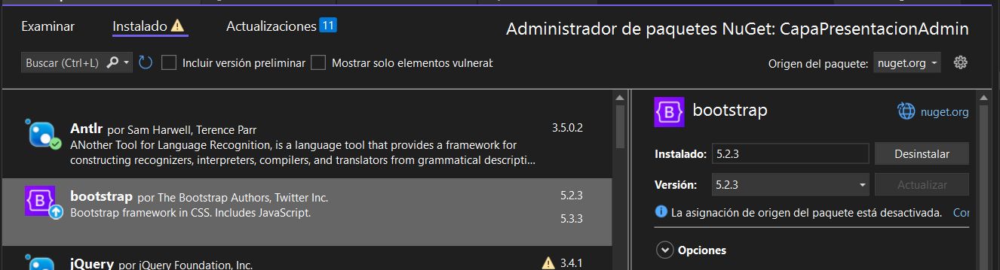 Examinar
Instalado
Actualizaciones 11
Administrador de paquetes NuGet: CapaPresentacionAdmin
Buscar (Ctrl+L)
Incluir versión preliminar
Mostrar solo elementos vulnerab
Origen del paquete: nuget.org
Antlr por Sam Harwell, Terence Parr 3.5.0.2
ANother Tool for Language Recognition, is a language tool that provides a framework for
constructing recognizers, interpreters, compilers, and translators from grammatical descripti...
bootstrap por The Bootstrap Authors, Twitter Inc. 5.2.3
Bootstrap framework in CSS. Includes JavaScript. 5.3.3
jQuery por jQuery Foundation, Inc. 3.4.1
B bootstrap nuget.org
Instalado: 5.2.3 Desinstalar
Versión: 5.2.3 Actualizar
La asignación de origen del paquete está desactivada. Cor
Opciones